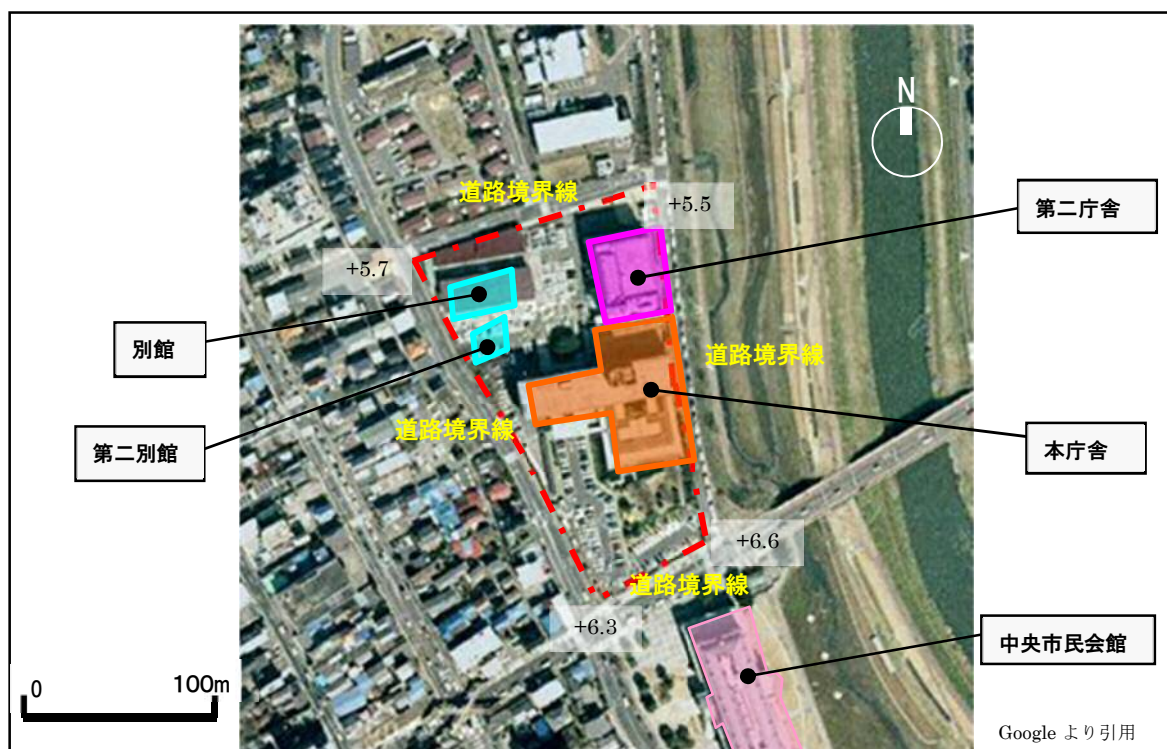 N
道路境界線
+5.5
第二庁舎
+5.7
別館
道路境界線
道路境界線
第二別館
本庁舎
+6.6
道路境界線
+6.3
中央市民会館
0
100m
Google より引用